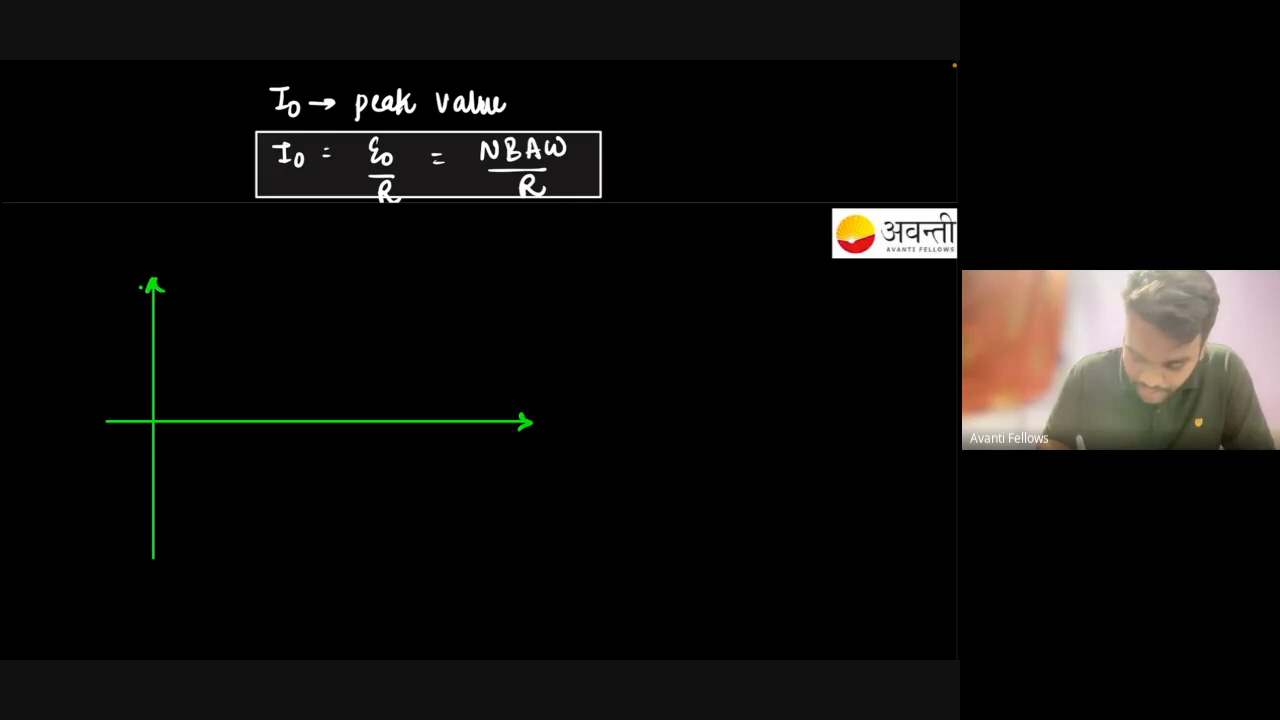 I₀ → peak value
I₀ = ε₀/R = NBAω/R
अवन्ती
AVANTI FELLOWS
Avanti Fellows